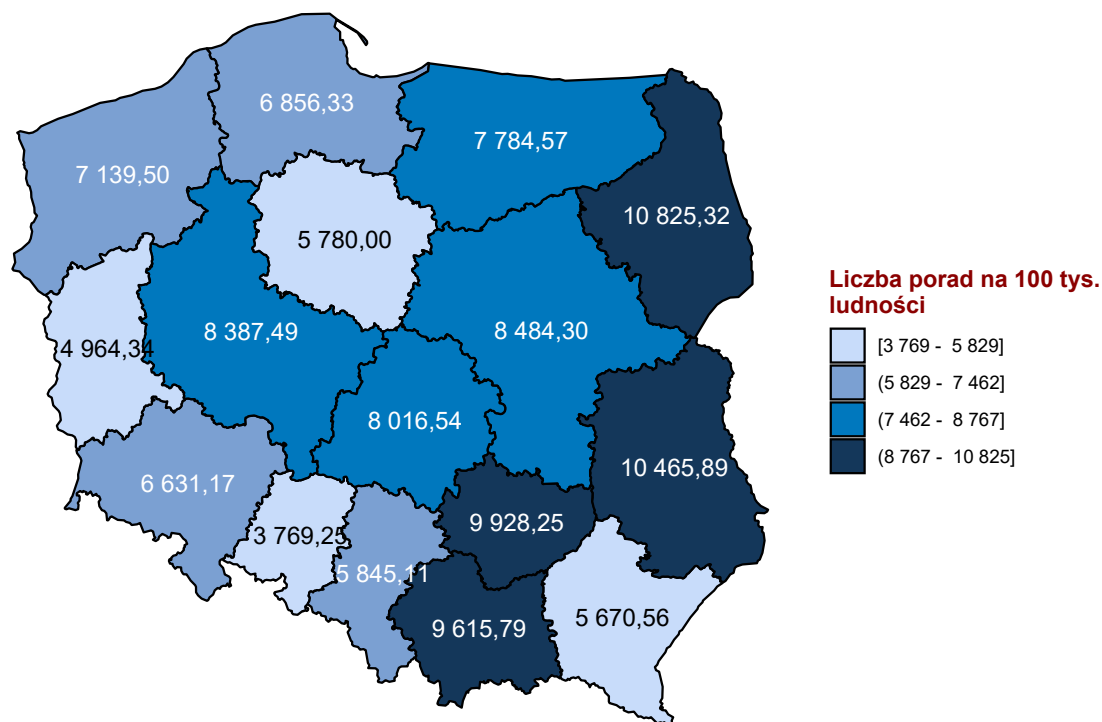 6 856,33
7 784,57
7 139,50
10 825,32
5 780,00
8 387,49
8 484,30
4 964,34
8 016,54
10 465,89
6 631,17
9 928,25
3 769,25
5 845,11
9 615,79
5 670,56
Liczba porad na 100 tys.
ludności
[3 769 - 5 829]
(5 829 - 7 462]
(7 462 - 8 767]
(8 767 - 10 825]